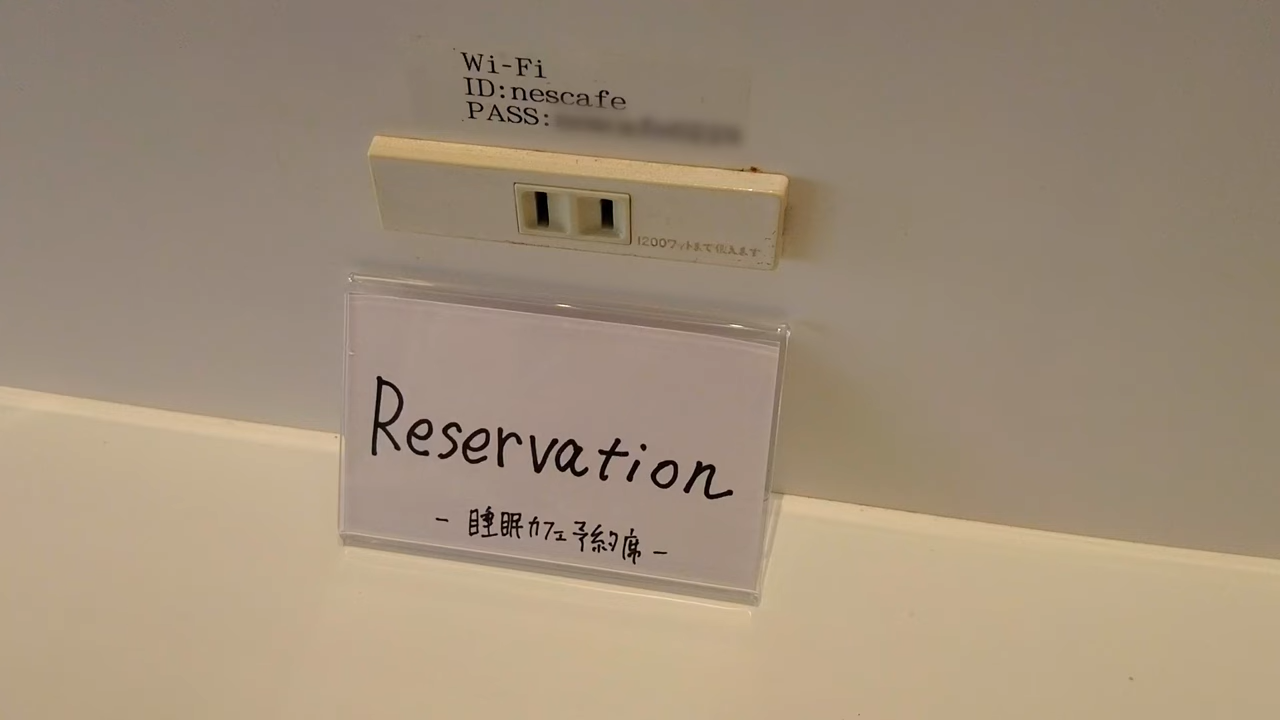 Wi-Fi
ID:nescafe
PASS:
1200ワットまで使えます
Reservation
- 睡眠カフェ予約席 -